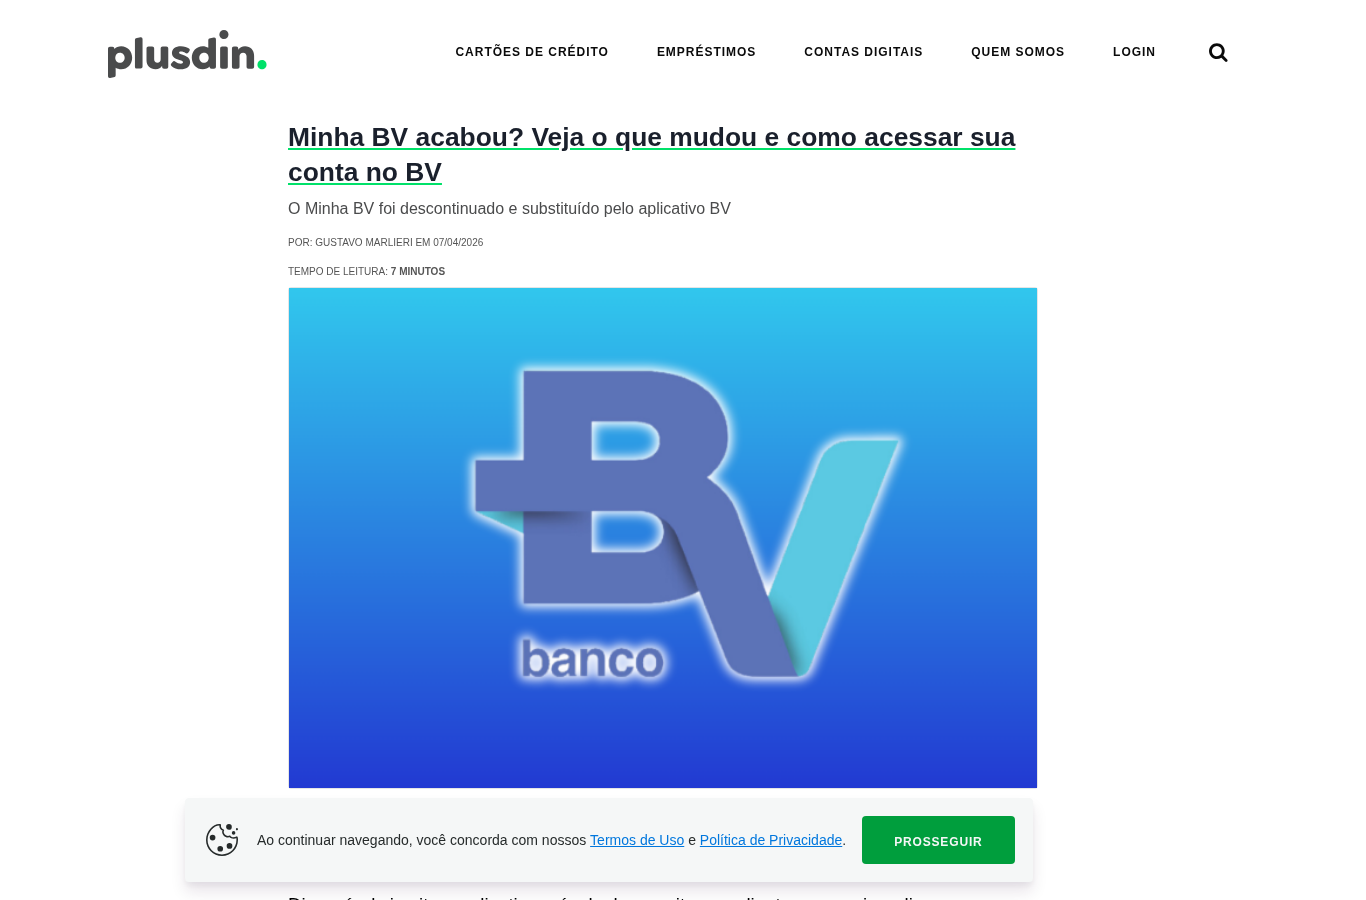 plusdin.
CARTÕES DE CRÉDITO
EMPRÉSTIMOS
CONTAS DIGITAIS
QUEM SOMOS
LOGIN
Minha BV acabou? Veja o que mudou e como acessar sua
conta no BV
O Minha BV foi descontinuado e substituído pelo aplicativo BV
POR: GUSTAVO MARLIERI EM 07/04/2026
TEMPO DE LEITURA: 7 MINUTOS
BV
banco
Ao continuar navegando, você concorda com nossos Termos de Uso e Política de Privacidade.
PROSSEGUIR